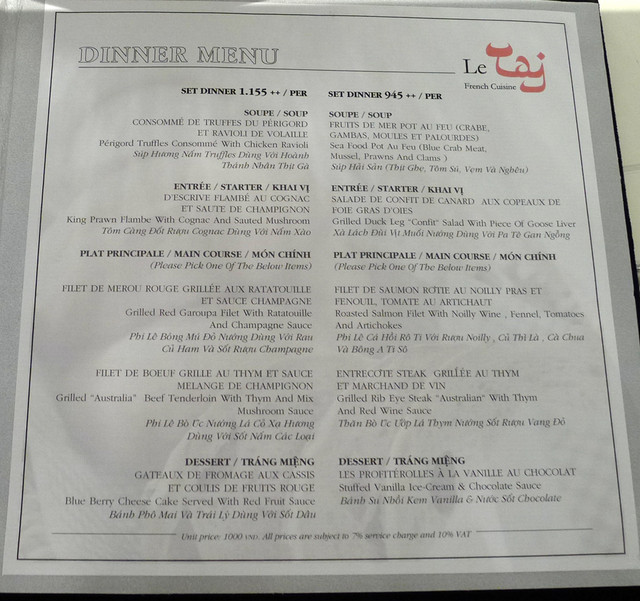 DINNER MENU
Le Taj
French Cuisine
SET DINNER 1.155 ++ / PER
SOUPE / SOUP
CONSOMMÉ DE TRUFFES DU PÉRIGORD
ET RAVIOLI DE VOLAILLE
Périgord Truffles Consommé With Chicken Ravioli
Súp Hương Nấm Truffles Dùng Với Hoành
Thánh Nhân Thịt Gà
ENTRÉE / STARTER / KHAI VỊ
D'ESCRIVE FLAMBÉ AU COGNAC
ET SAUTE DE CHAMPIGNON
King Prawn Flambe With Cognac And Sauted Mushroom
Tôm Càng Đốt Rượu Cognac Dùng Với Nấm Xào
PLAT PRINCIPALE / MAIN COURSE / MÓN CHÍNH
(Please Pick One Of The Below Items)
FILET DE MEROU ROUGE GRILLÉE AUX RATATOUILLE
ET SAUCE CHAMPAGNE
Grilled Red Garoupa Filet With Ratatouille
And Champagne Sauce
Phi Lê Bông Mú Đỏ Nướng Dùng Với Rau
Củ Ham Và Sốt Rượu Champagne
FILET DE BOEUF GRILLE AU THYM ET SAUCE
MELANGE DE CHAMPIGNON
Grilled "Australia" Beef Tenderloin With Thym And Mix
Mushroom Sauce
Phi Lê Bò Úc Nướng Lá Cỏ Xạ Hương
Dùng Với Sốt Nấm Các Loại
DESSERT / TRÁNG MIỆNG
GATEAUX DE FROMAGE AUX CASSIS
ET COULIS DE FRUITS ROUGE
Blue Berry Cheese Cake Served With Red Fruit Sauce
Bánh Phô Mai Và Trái Lý Dùng Với Sốt Dâu
SET DINNER 945 ++ / PER
SOUPE / SOUP
FRUITS DE MER POT AU FEU (CRABE,
GAMBAS, MOULES ET PALOURDES)
Sea Food Pot Au Feu (Blue Crab Meat,
Mussel, Prawns And Clams )
Súp Hải Sản (Thịt Ghẹ, Tôm Sú, Vẹm Và Nghêu)
ENTRÉE / STARTER / KHAI VỊ
SALADE DE CONFIT DE CANARD AUX COPEAUX DE
FOIE GRAS D'OIES
Grilled Duck Leg "Confit" Salad With Piece Of Goose Liver
Xà Lách Đùi Vịt Muối Nướng Dùng Với Pa Tê Gan Ngỗng
PLAT PRINCIPALE / MAIN COURSE / MÓN CHÍNH
(Please Pick One Of The Below Items)
FILET DE SAUMON ROTIE AU NOILLY PRAS ET
FENOUIL, TOMATE AU ARTICHAUT
Roasted Salmon Filet With Noilly Wine , Fennel, Tomatoes
And Artichokes
Phi Lê Cá Hồi Rô Ti Với Rượu Noilly , Củ Thì Là , Cà Chua
Và Bông A Ti Sô
ENTRECOTE STEAK GRILLÉE AU THYM
ET MARCHAND DE VIN
Grilled Rib Eye Steak "Australian" With Thym
And Red Wine Sauce
Thăn Bò Úc Ướp Lá Thym Nướng Sốt Rượu Vang Đỏ
DESSERT / TRÁNG MIỆNG
LES PROFITÉROLLES À LA VANILLE AU CHOCOLAT
Stuffed Vanilla Ice-Cream & Chocolate Sauce
Bánh Su Nhồi Kem Vanilla & Nước Sốt Chocolate
Unit price: 1000 VND. All prices are subject to 7% service charge and 10% VAT